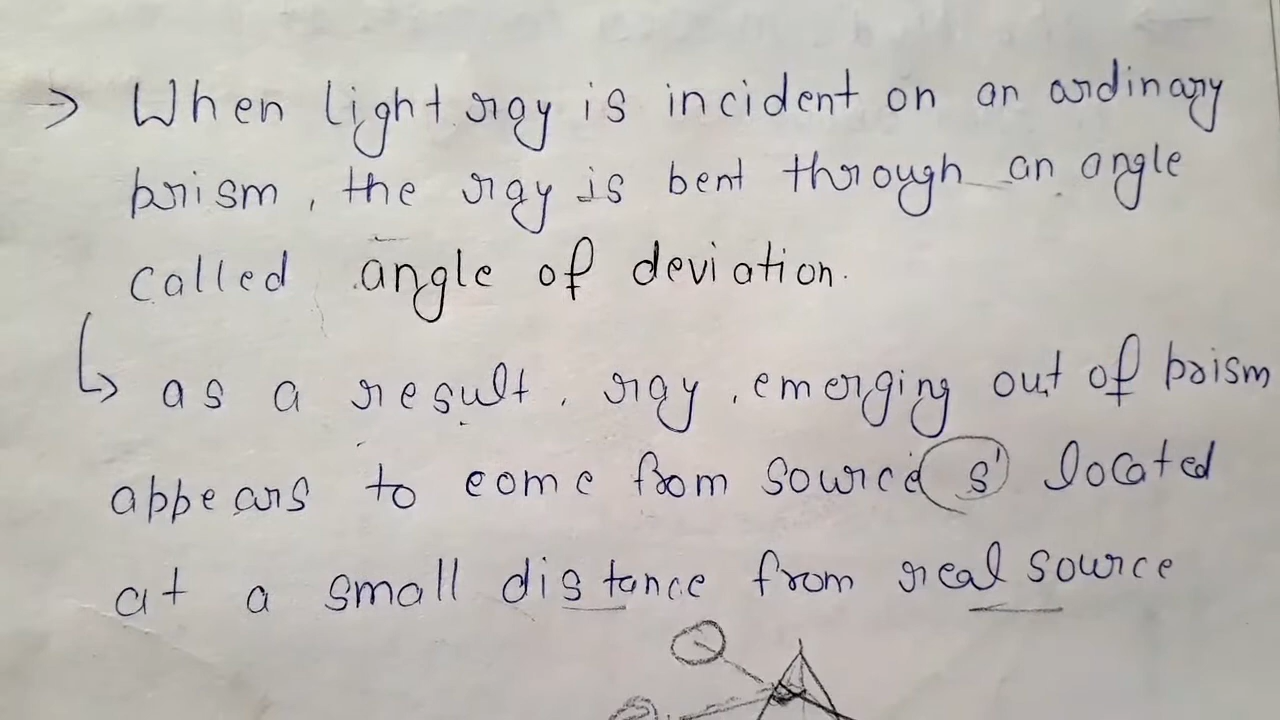 → When light ray is incident on an ordinary
prism, the ray is bent through an angle
called angle of deviation.
↳ as a result, ray, emerging out of prism
appears to come from source s' located
at a small distance from real source